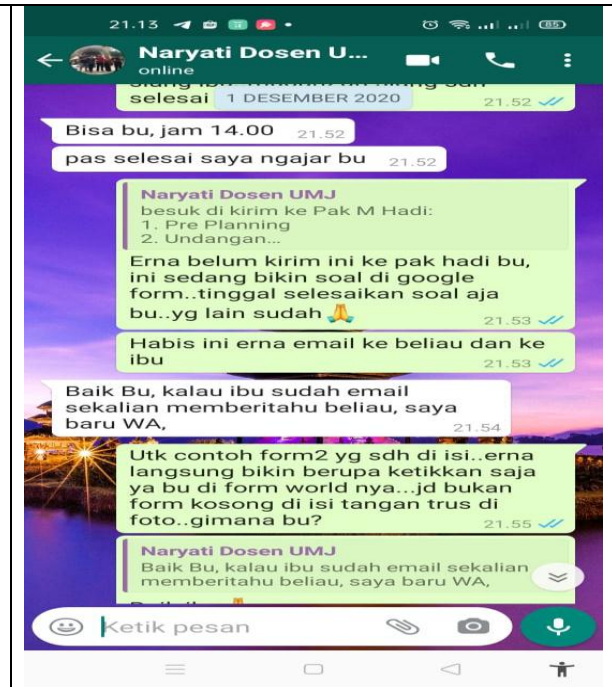 21.13
85
Naryati Dosen U...
online
selesai
1 DESEMBER 2020
21.52
Bisa bu, jam 14.00 21.52
pas selesai saya ngajar bu 21.52
Naryati Dosen UMJ
besuk di kirim ke Pak M Hadi:
1. Pre Planning
2. Undangan...
Erna belum kirim ini ke pak hadi bu,
ini sedang bikin soal di google
form..tinggal selesaikan soal aja
bu..yg lain sudah 🙏
21.53
Habis ini erna email ke beliau dan ke
ibu
21.53
Baik Bu, kalau ibu sudah email
sekalian memberitahu beliau, saya
baru WA,
21.54
Utk contoh form2 yg sdh di isi..erna
langsung bikin berupa ketikkan saja
ya bu di form world nya...jd bukan
form kosong di isi tangan trus di
foto..gimana bu?
21.55
Naryati Dosen UMJ
Baik Bu, kalau ibu sudah email sekalian
memberitahu beliau, saya baru WA,
Ketik pesan